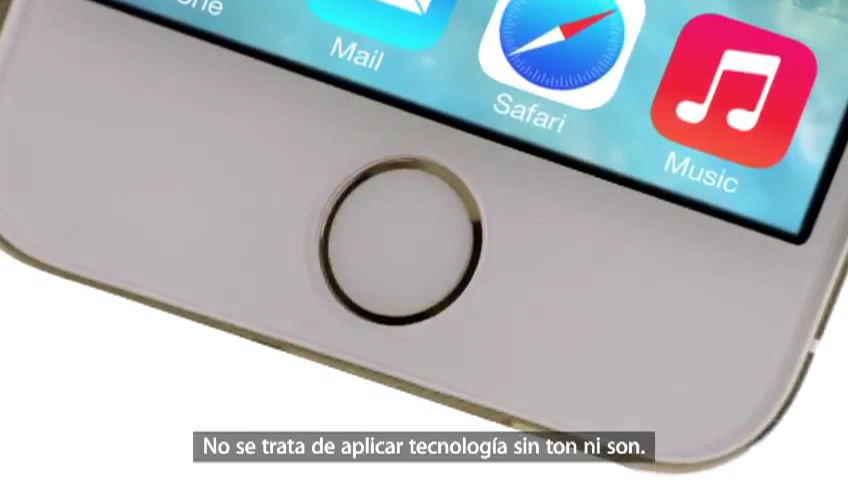 Mail
Safari
Music
No se trata de aplicar tecnología sin ton ni son.